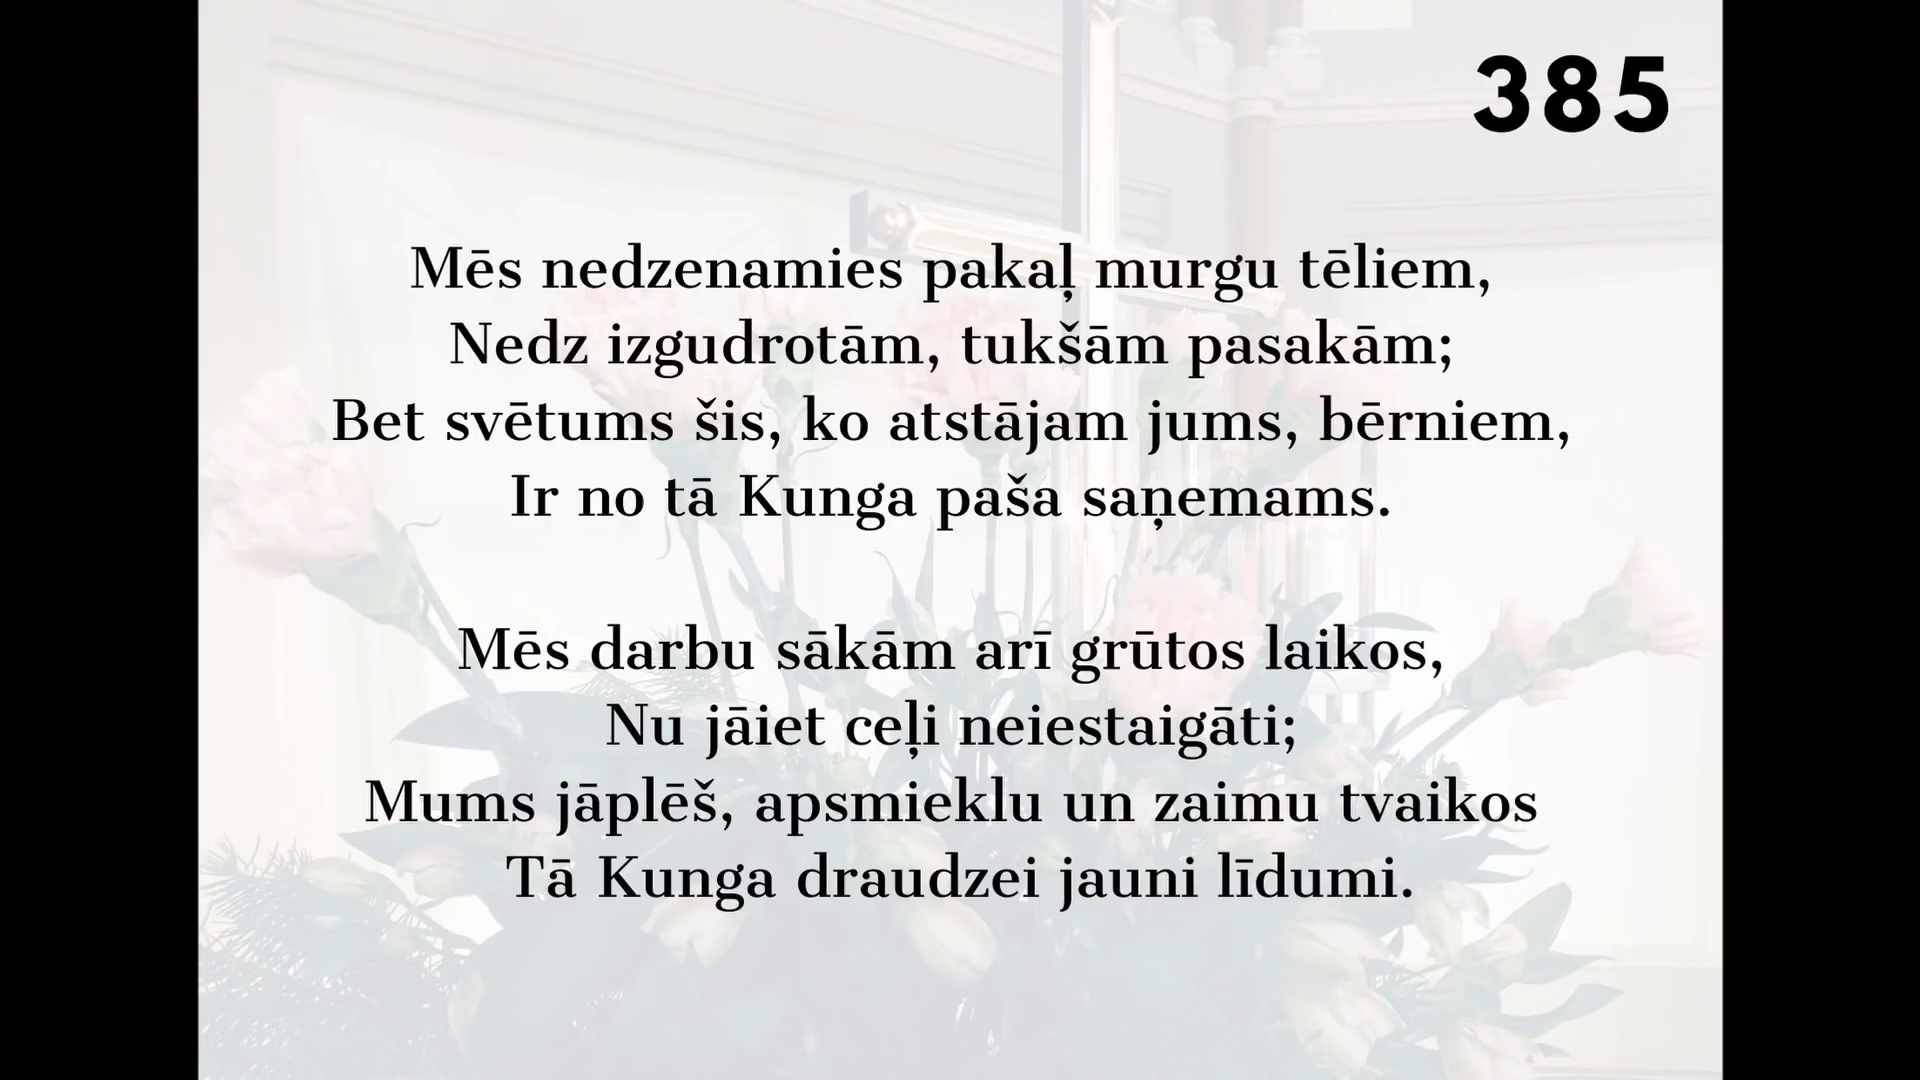 385
Mēs nedzenamies pakaļ murgu tēliem,
Nedz izgudrotām, tukšām pasakām;
Bet svētums šis, ko atstājam jums, bērniem,
Ir no tā Kunga paša saņemams.
Mēs darbu sākām arī grūtos laikos,
Nu jāiet ceļi neiestaigāti;
Mums jāplēš, apsmieklu un zaimu tvaikos
Tā Kunga draudzei jauni līdumi.